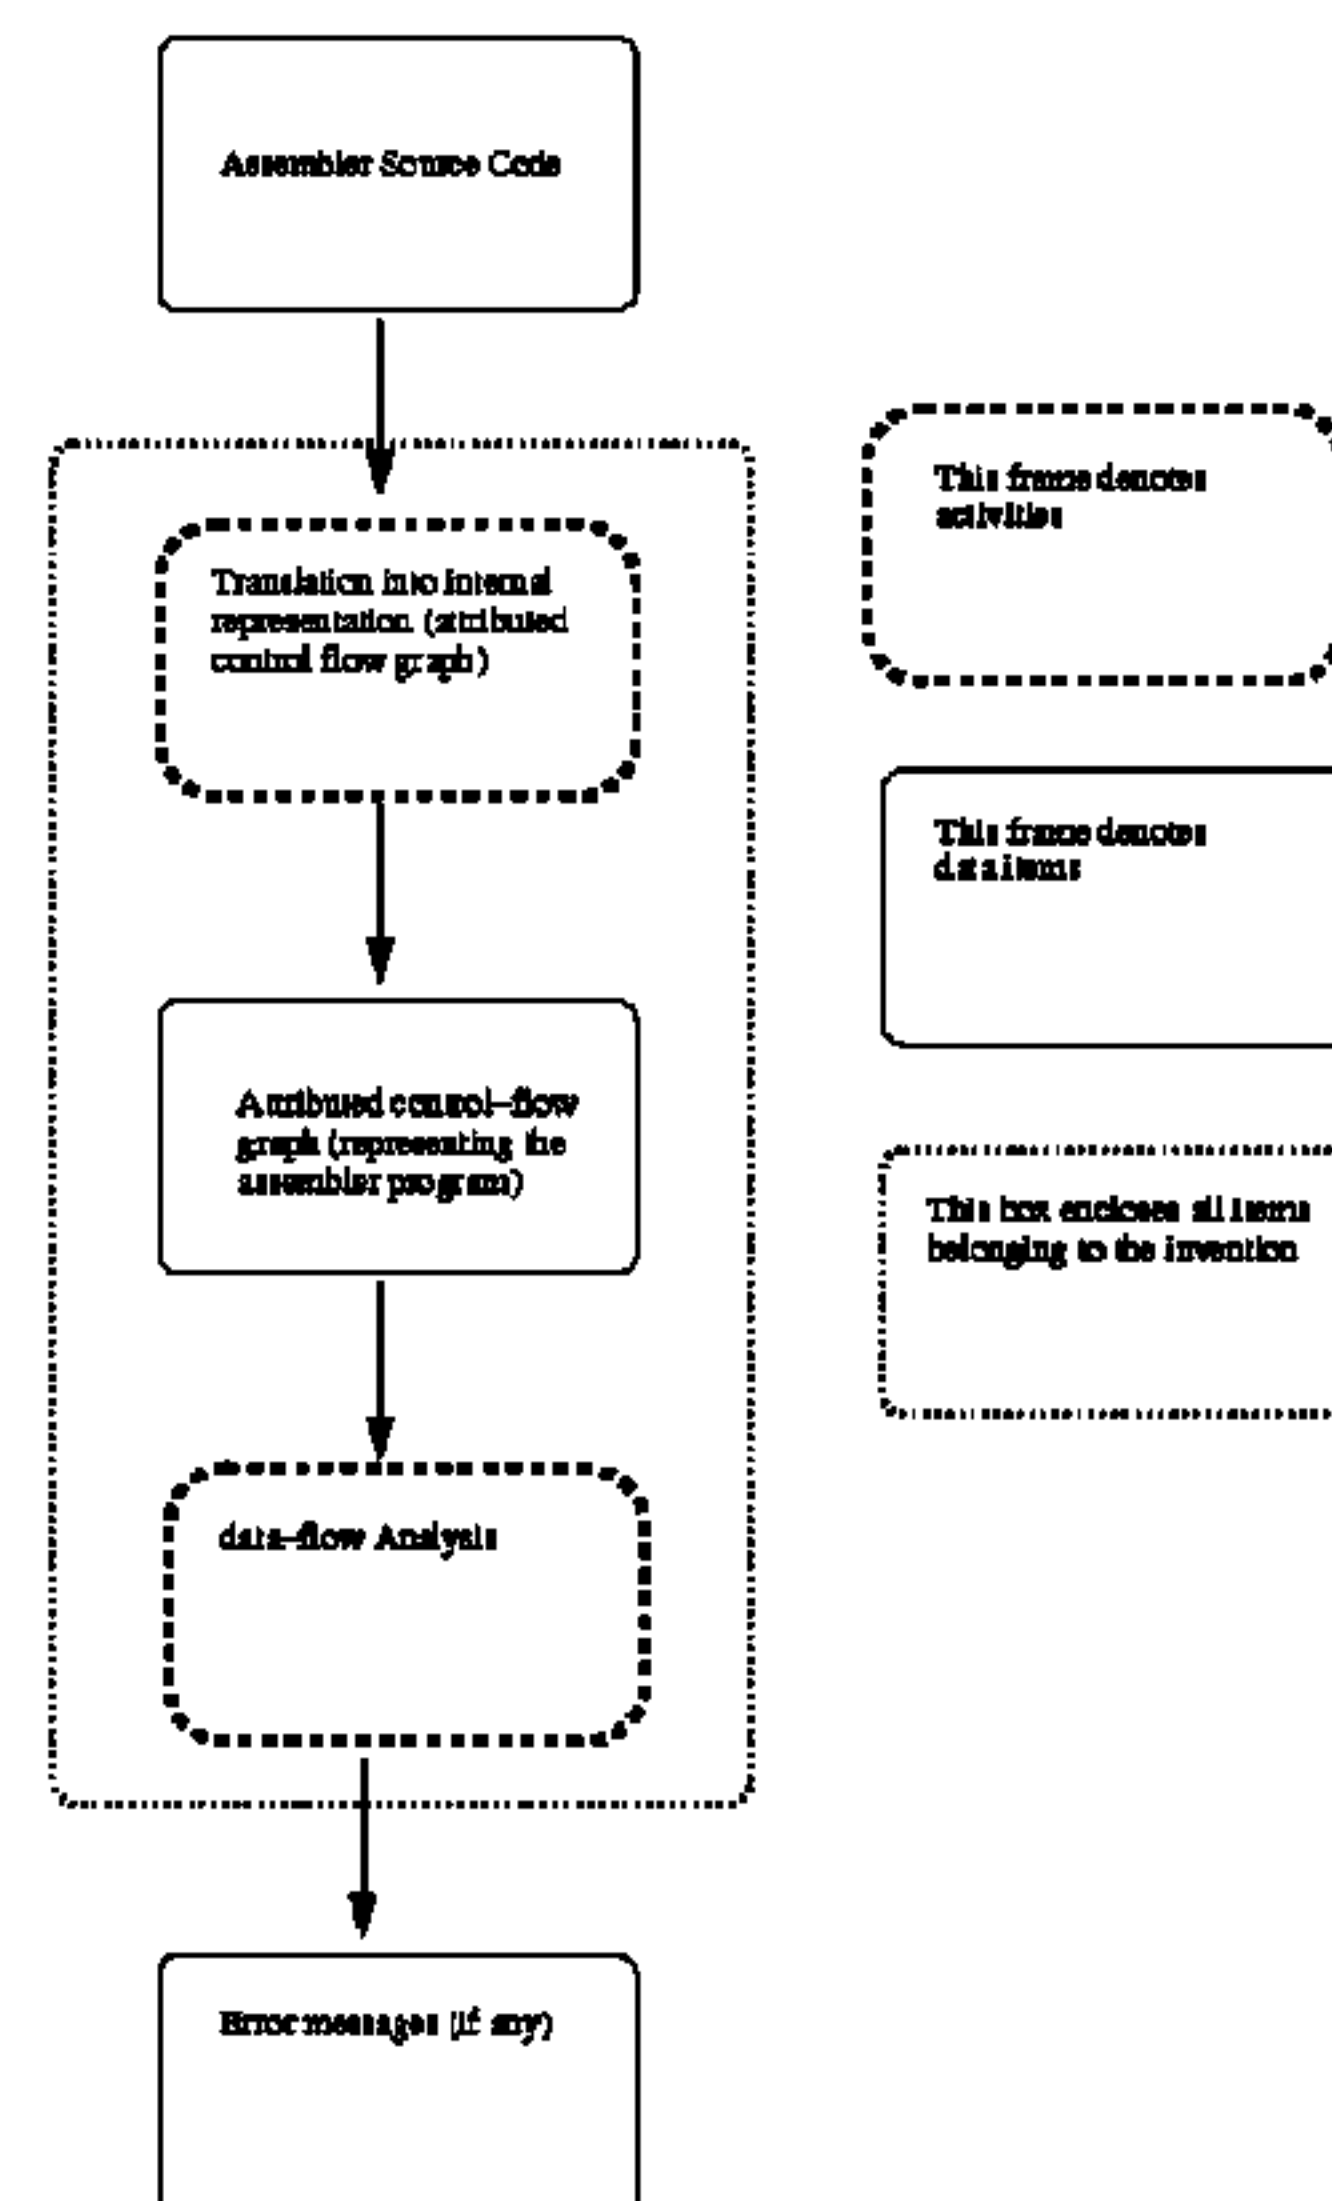 Assembler Source Code
Translation into internal
representation (attributed
control flow graph)
Attributed control-flow
graph (representing the
assembler program)
data-flow Analysis
Error messages (if any)
This frame denotes
activities
This frame denotes
data items
This box encloses all items
belonging to the invention